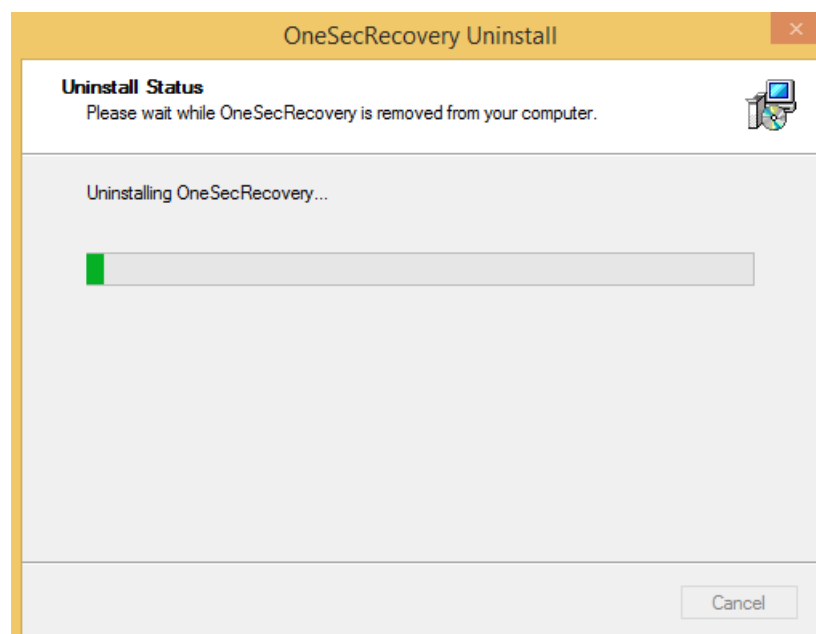 OneSecRecovery Uninstall
Uninstall Status
Please wait while OneSecRecovery is removed from your computer.
Uninstalling OneSecRecovery...
Cancel